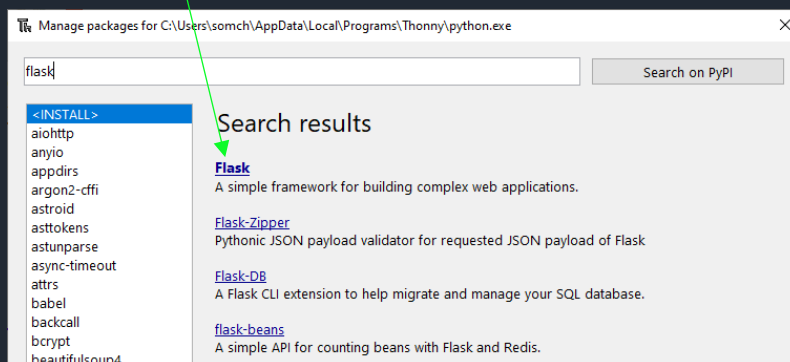 Manage packages for C:\Users\somch\AppData\Local\Programs\Thonny\python.exe
flask
Search on PyPI
<INSTALL>
aiohttp
anyio
appdirs
argon2-cffi
astroid
asttokens
astunparse
async-timeout
attrs
babel
backcall
bcrypt
beautifulsoup4
Search results
Flask
A simple framework for building complex web applications.
Flask-Zipper
Pythonic JSON payload validator for requested JSON payload of Flask
Flask-DB
A Flask CLI extension to help migrate and manage your SQL database.
flask-beans
A simple API for counting beans with Flask and Redis.